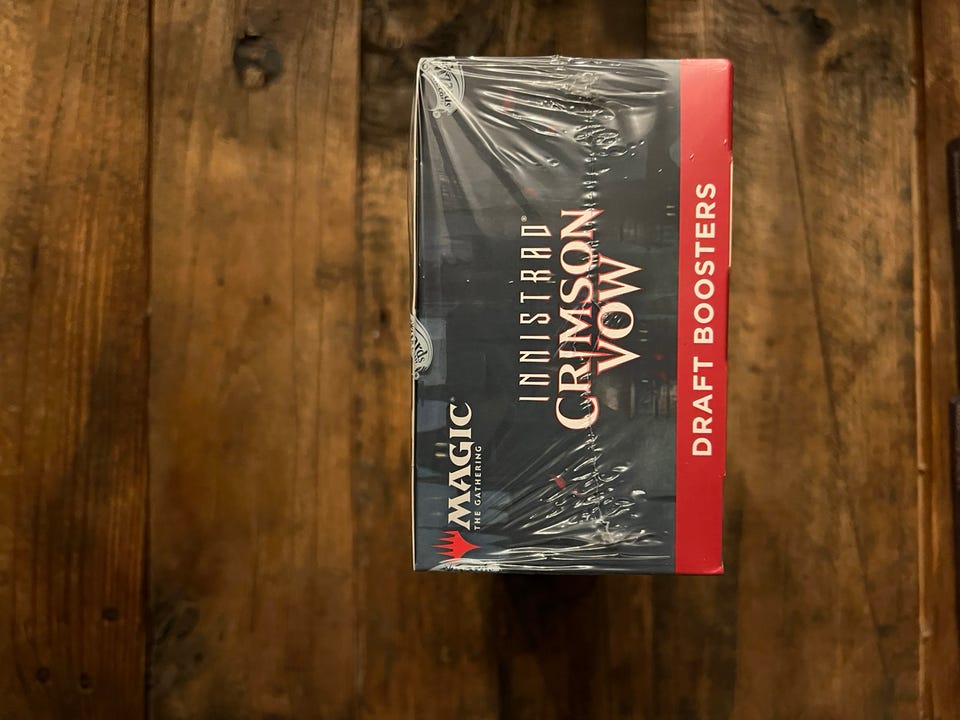 MAGIC
THE GATHERING
INNISTRAD®
CRIMSON
VOW
DRAFT BOOSTERS